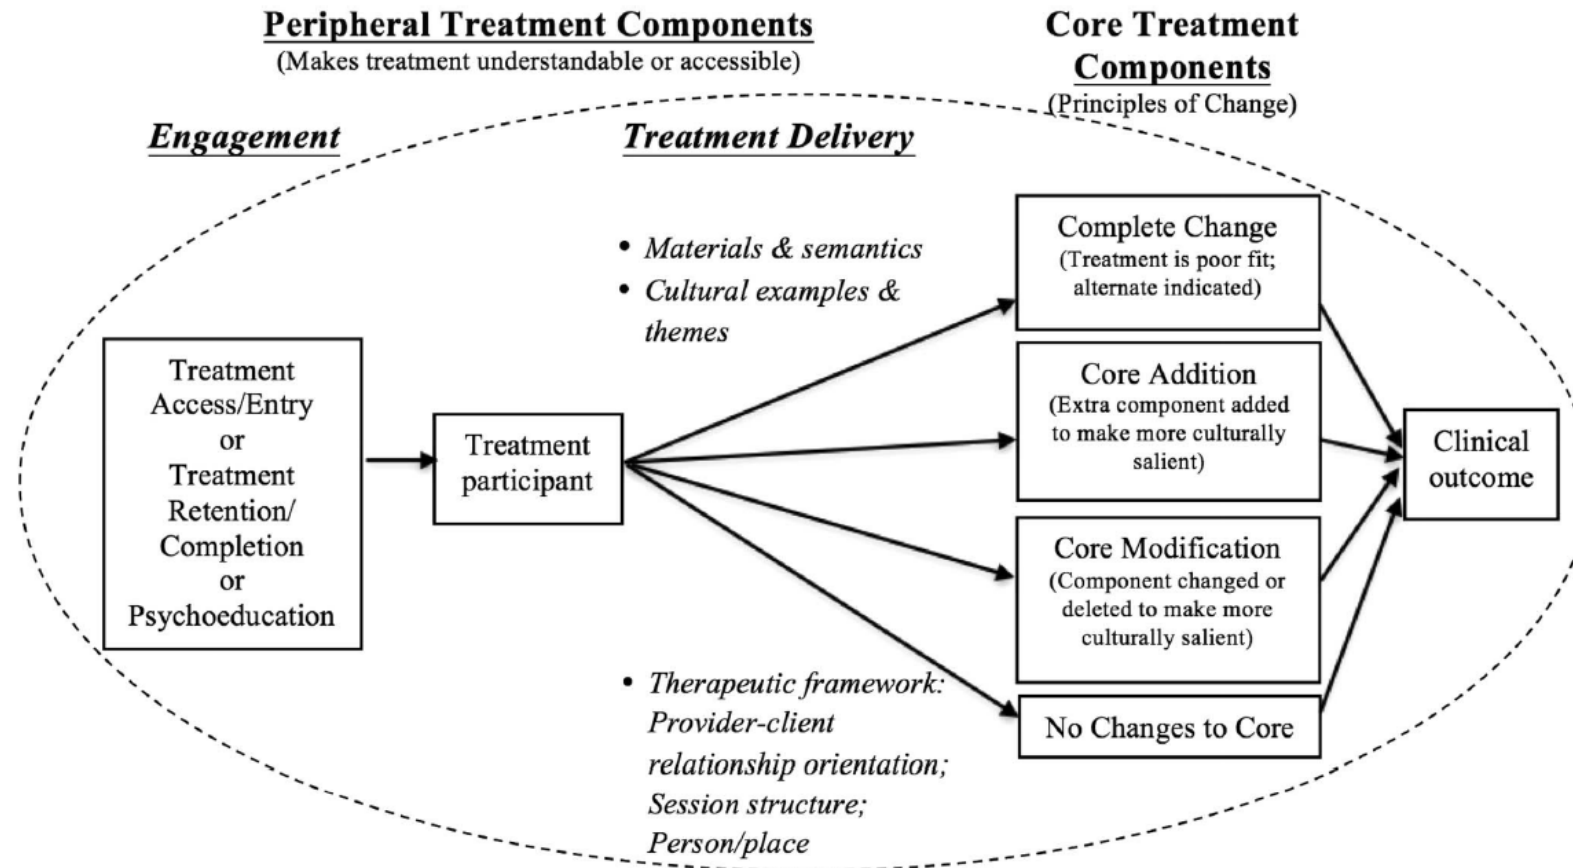 Peripheral Treatment Components
(Makes treatment understandable or accessible)
Core Treatment
Components
(Principles of Change)
Engagement
Treatment Delivery
Treatment
Access/Entry
or
Treatment
Retention/
Completion
or
Psychoeducation
Treatment
participant
• Materials & semantics
• Cultural examples &
themes
• Therapeutic framework:
Provider-client
relationship orientation;
Session structure;
Person/place
Complete Change
(Treatment is poor fit;
alternate indicated)
Core Addition
(Extra component added
to make more culturally
salient)
Core Modification
(Component changed or
deleted to make more
culturally salient)
No Changes to Core
Clinical
outcome